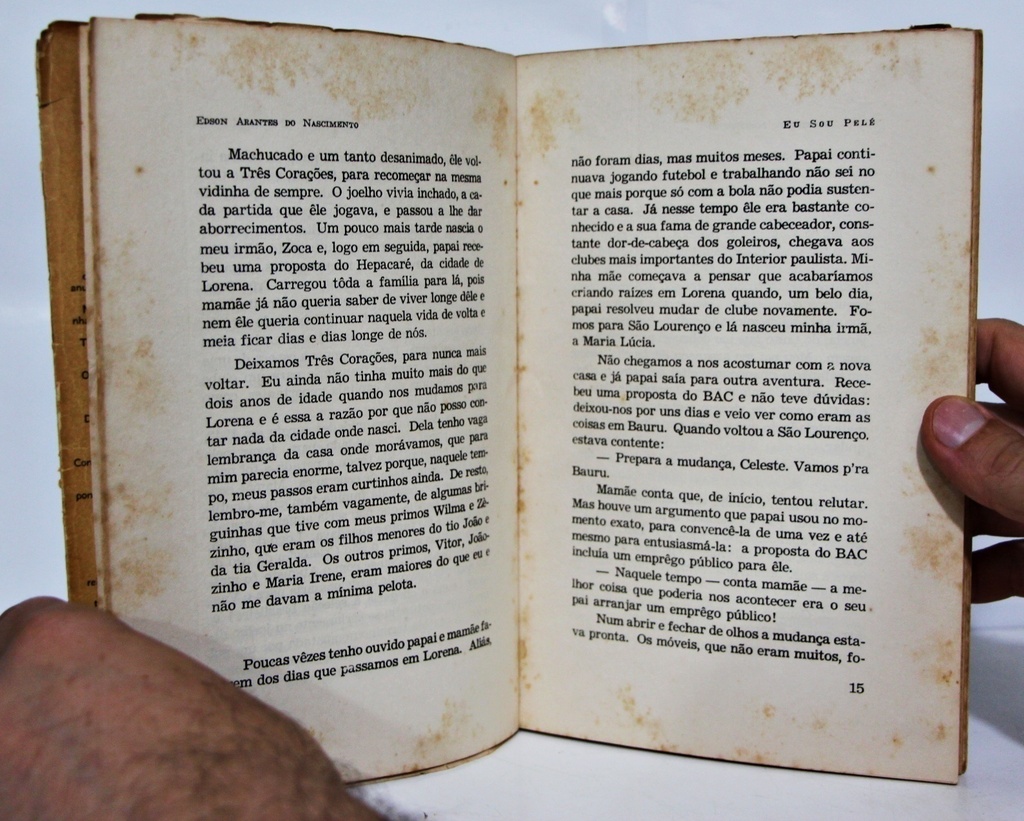 EDSON ARANTES DO NASCIMENTO
Machucado e um tanto desanimado, êle vol-
tou a Três Corações, para recomeçar na mesma
vidinha de sempre. O joelho vivia inchado, a ca-
da partida que êle jogava, e passou a lhe dar
aborrecimentos. Um pouco mais tarde nascia o
meu irmão, Zoca e, logo em seguida, papai rece-
beu uma proposta do Hepacaré, da cidade de
Lorena. Carregou tôda a família para lá, pois
mamãe já não queria saber de viver longe dêle e
nem êle queria continuar naquela vida de volta e
meia ficar dias e dias longe de nós.
Deixamos Três Corações, para nunca mais
voltar. Eu ainda não tinha muito mais do que
dois anos de idade quando nos mudamos para
Lorena e é essa a razão por que não posso con-
tar nada da cidade onde nasci. Dela tenho vaga
lembrança da casa onde morávamos, que para
mim parecia enorme, talvez porque, naquele tem-
po, meus passos eram curtinhos ainda. De resto,
lembro-me, também vagamente, de algumas bri-
guinhas que tive com meus primos Wilma e Zè-
zinho, que eram os filhos menores do tio João e
da tia Geralda. Os outros primos, Vitor, João-
zinho e Maria Irene, eram maiores do que eu e
não me davam a mínima pelota.
Poucas vêzes tenho ouvido papai e mamãe fa-
em dos dias que passamos em Lorena. Aliás,
EU SOU PELÉ
não foram dias, mas muitos meses. Papai conti-
nuava jogando futebol e trabalhando não sei no
que mais porque só com a bola não podia susten-
tar a casa. Já nesse tempo êle era bastante co-
nhecido e a sua fama de grande cabeceador, cons-
tante dor-de-cabeça dos goleiros, chegava aos
clubes mais importantes do Interior paulista. Mi-
nha mãe começava a pensar que acabaríamos
criando raízes em Lorena quando, um belo dia,
papai resolveu mudar de clube novamente. Fo-
mos para São Lourenço e lá nasceu minha irmã,
a Maria Lúcia.
Não chegamos a nos acostumar com a nova
casa e já papai saía para outra aventura. Rece-
beu uma proposta do BAC e não teve dúvidas:
deixou-nos por uns dias e veio ver como eram as
coisas em Bauru. Quando voltou a São Lourenço,
estava contente:
— Prepara a mudança, Celeste. Vamos p'ra
Bauru.
Mamãe conta que, de início, tentou relutar.
Mas houve um argumento que papai usou no mo-
mento exato, para convencê-la de uma vez e até
mesmo para entusiasmá-la: a proposta do BAC
incluía um emprêgo público para êle.
— Naquele tempo — conta mamãe — a me-
lhor coisa que poderia nos acontecer era o seu
pai arranjar um emprêgo público!
Num abrir e fechar de olhos a mudança esta-
va pronta. Os móveis, que não eram muitos, fo-
15